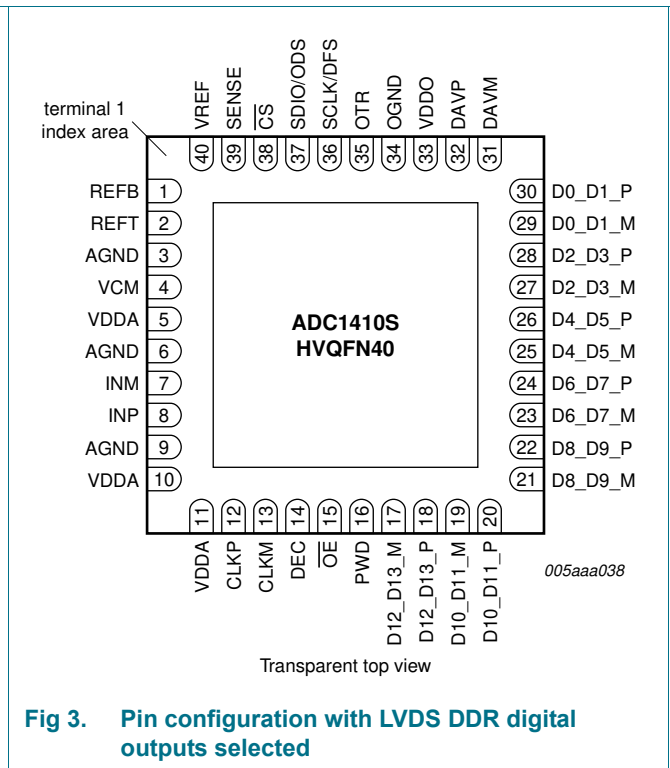 VREF
SENSE
CS
SDIO/ODS
SCLK/DFS
OTR
OGND
VDDO
DAVP
DAVM
terminal 1
index area
40
39
38
37
36
35
34
33
32
31
REFB 1
REFT 2
AGND 3
VCM 4
VDDA 5
AGND 6
INM 7
INP 8
AGND 9
VDDA 10
ADC1410S
HVQFN40
30 D0_D1_P
29 D0_D1_M
28 D2_D3_P
27 D2_D3_M
26 D4_D5_P
25 D4_D5_M
24 D6_D7_P
23 D6_D7_M
22 D8_D9_P
21 D8_D9_M
11
12
13
14
15
16
17
18
19
20
VDDA
CLKP
CLKM
DEC
OE
PWD
D12_D13_M
D12_D13_P
D10_D11_M
D10_D11_P
005aaa038
Transparent top view
Fig 3. Pin configuration with LVDS DDR digital
outputs selected